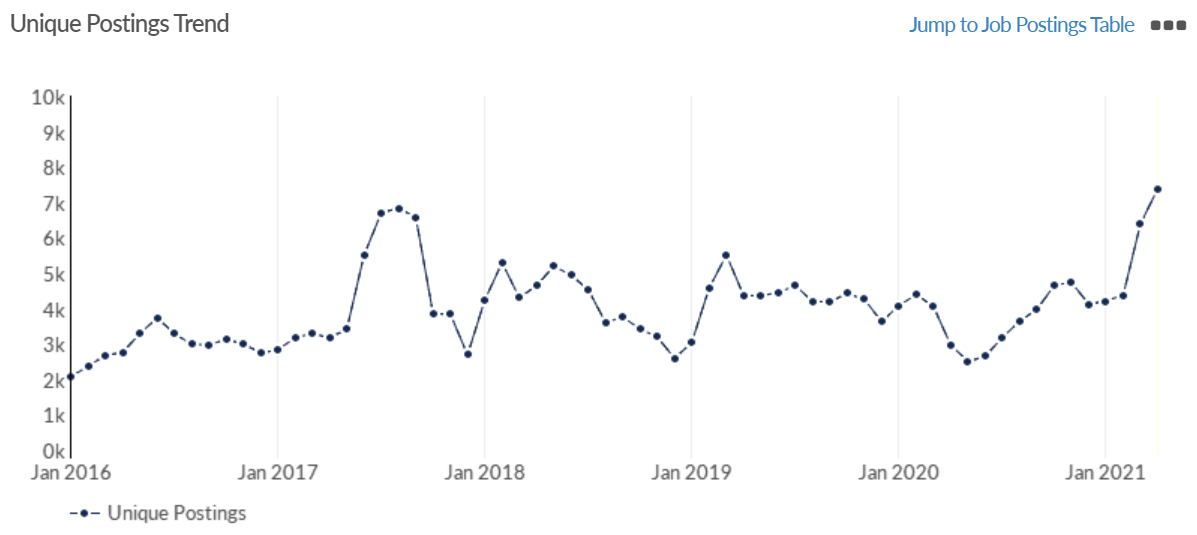 Unique Postings Trend
Jump to Job Postings Table
10k
9k
8k
7k
6k
5k
4k
3k
2k
1k
0k
Jan 2016 Jan 2017 Jan 2018 Jan 2019 Jan 2020 Jan 2021
Unique Postings